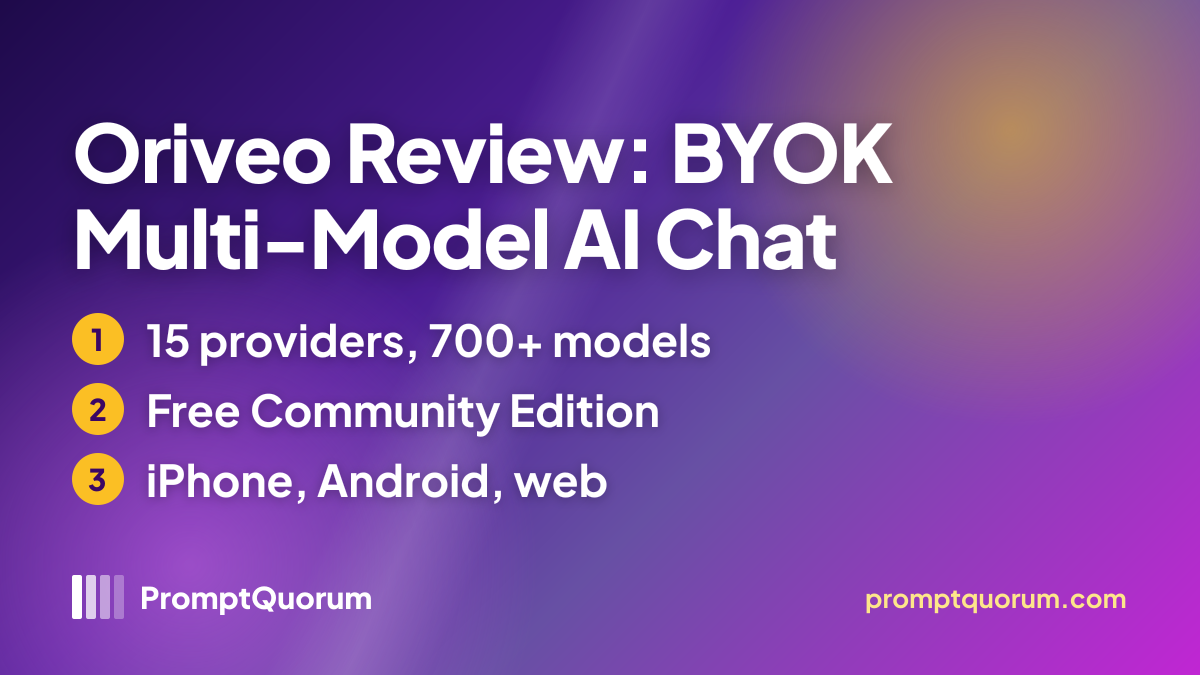 Oriveo Review: BYOK
Multi-Model AI Chat
1 15 providers, 700+ models
2 Free Community Edition
3 iPhone, Android, web
PromptQuorum
promptquorum.com